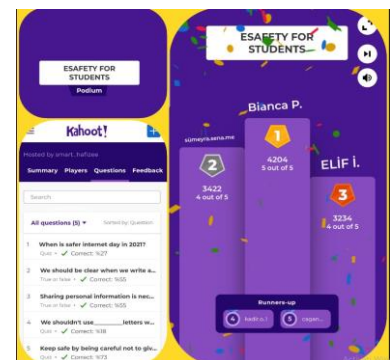 ESAFETY FOR
STUDENTS
Podium
Kahoot!
Hosted by smart_hafizee
Summary Players Questions Feedback
Search
All questions (5)
Sorted by: Question
1 When is safer internet day in 2021?
Quiz • ✓ Correct: %27
2 We should be clear when we write a...
True or false • ✓ Correct: %55
3 Sharing personal information is nec...
True or false • ✓ Correct: %55
4 We shouldn't use________letters w...
Quiz • ✓ Correct: %18
5 Keep safe by being careful not to giv...
Quiz • ✓ Correct: %73
ESAFETY FOR
STUDENTS
Bianca P.
1
4204
5 out of 5
sümeyra.sena.me
2
3422
4 out of 5
ELİF İ.
3
3234
4 out of 5
Runners-up
4 kadir.o.1
5 cagan...